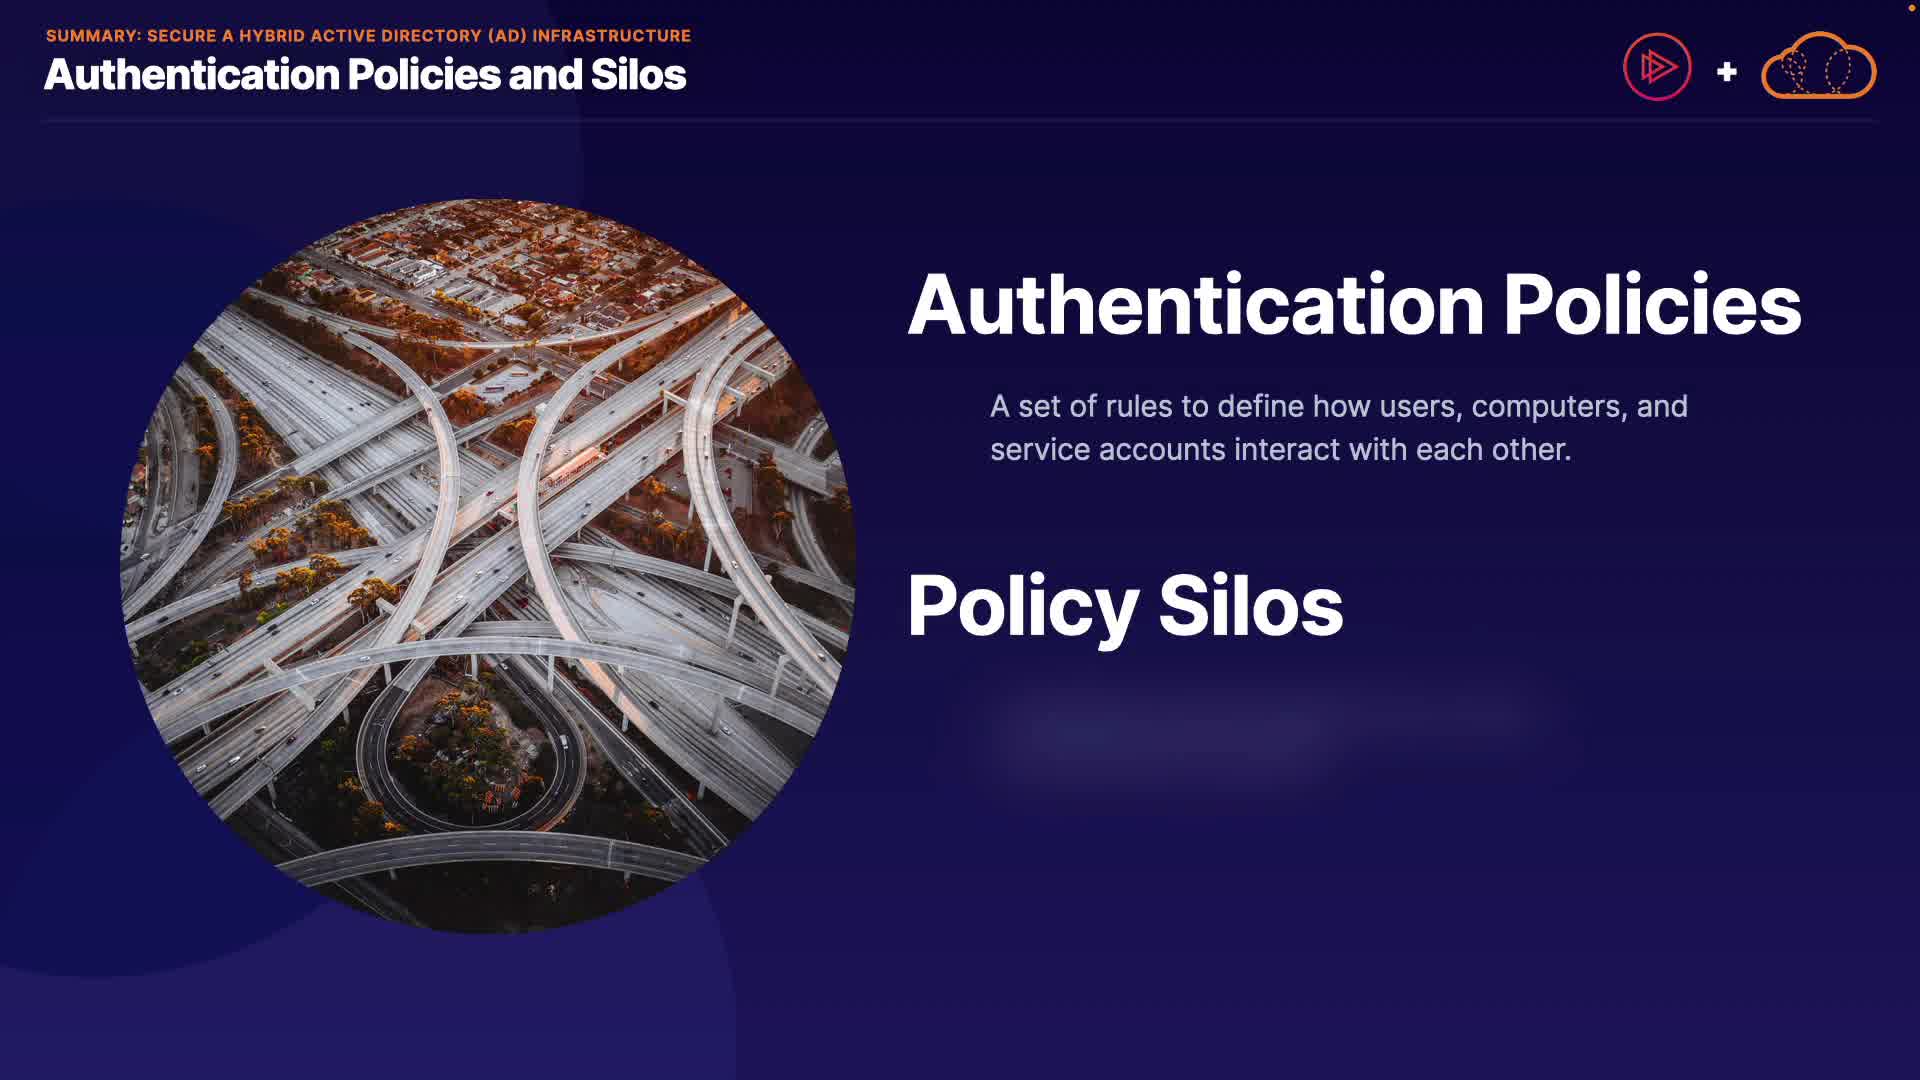 SUMMARY: SECURE A HYBRID ACTIVE DIRECTORY (AD) INFRASTRUCTURE
Authentication Policies and Silos
Authentication Policies
A set of rules to define how users, computers, and
service accounts interact with each other.
Policy Silos